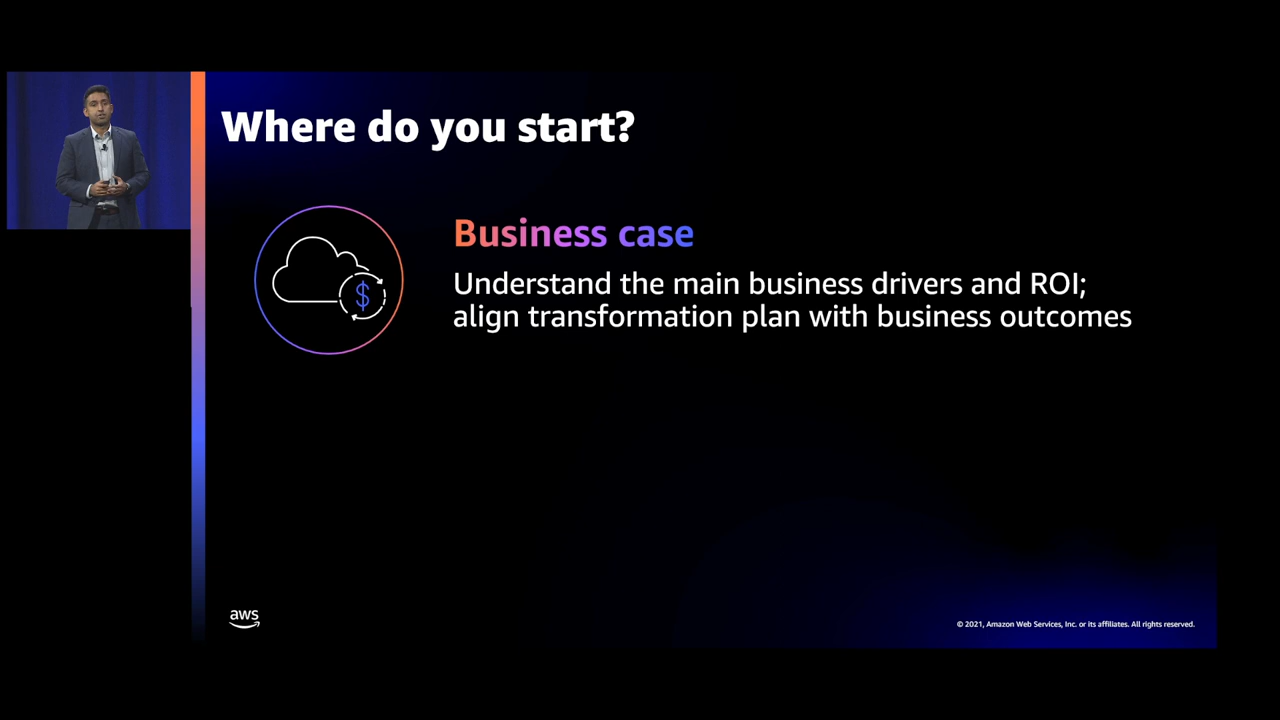 Where do you start?
$
Business case
Understand the main business drivers and ROI;
align transformation plan with business outcomes
aws
© 2021, Amazon Web Services, Inc. or its affiliates. All rights reserved.